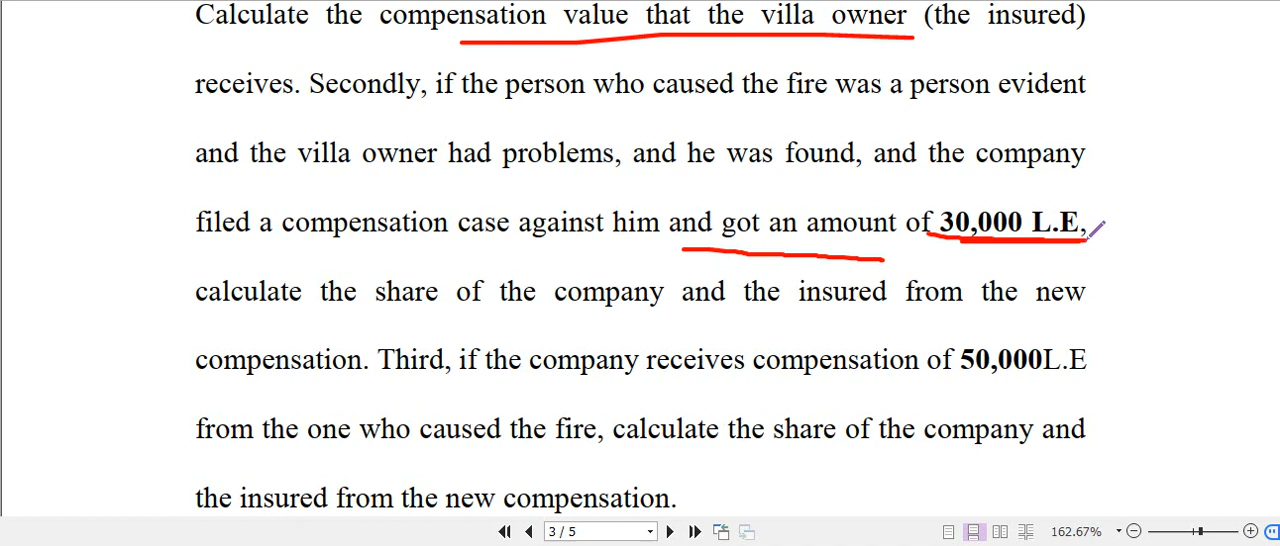 Calculate the compensation value that the villa owner (the insured)
receives. Secondly, if the person who caused the fire was a person evident
and the villa owner had problems, and he was found, and the company
filed a compensation case against him and got an amount of 30,000 L.E,
calculate the share of the company and the insured from the new
compensation. Third, if the company receives compensation of 50,000L.E
from the one who caused the fire, calculate the share of the company and
the insured from the new compensation.
3 / 5
162.67%